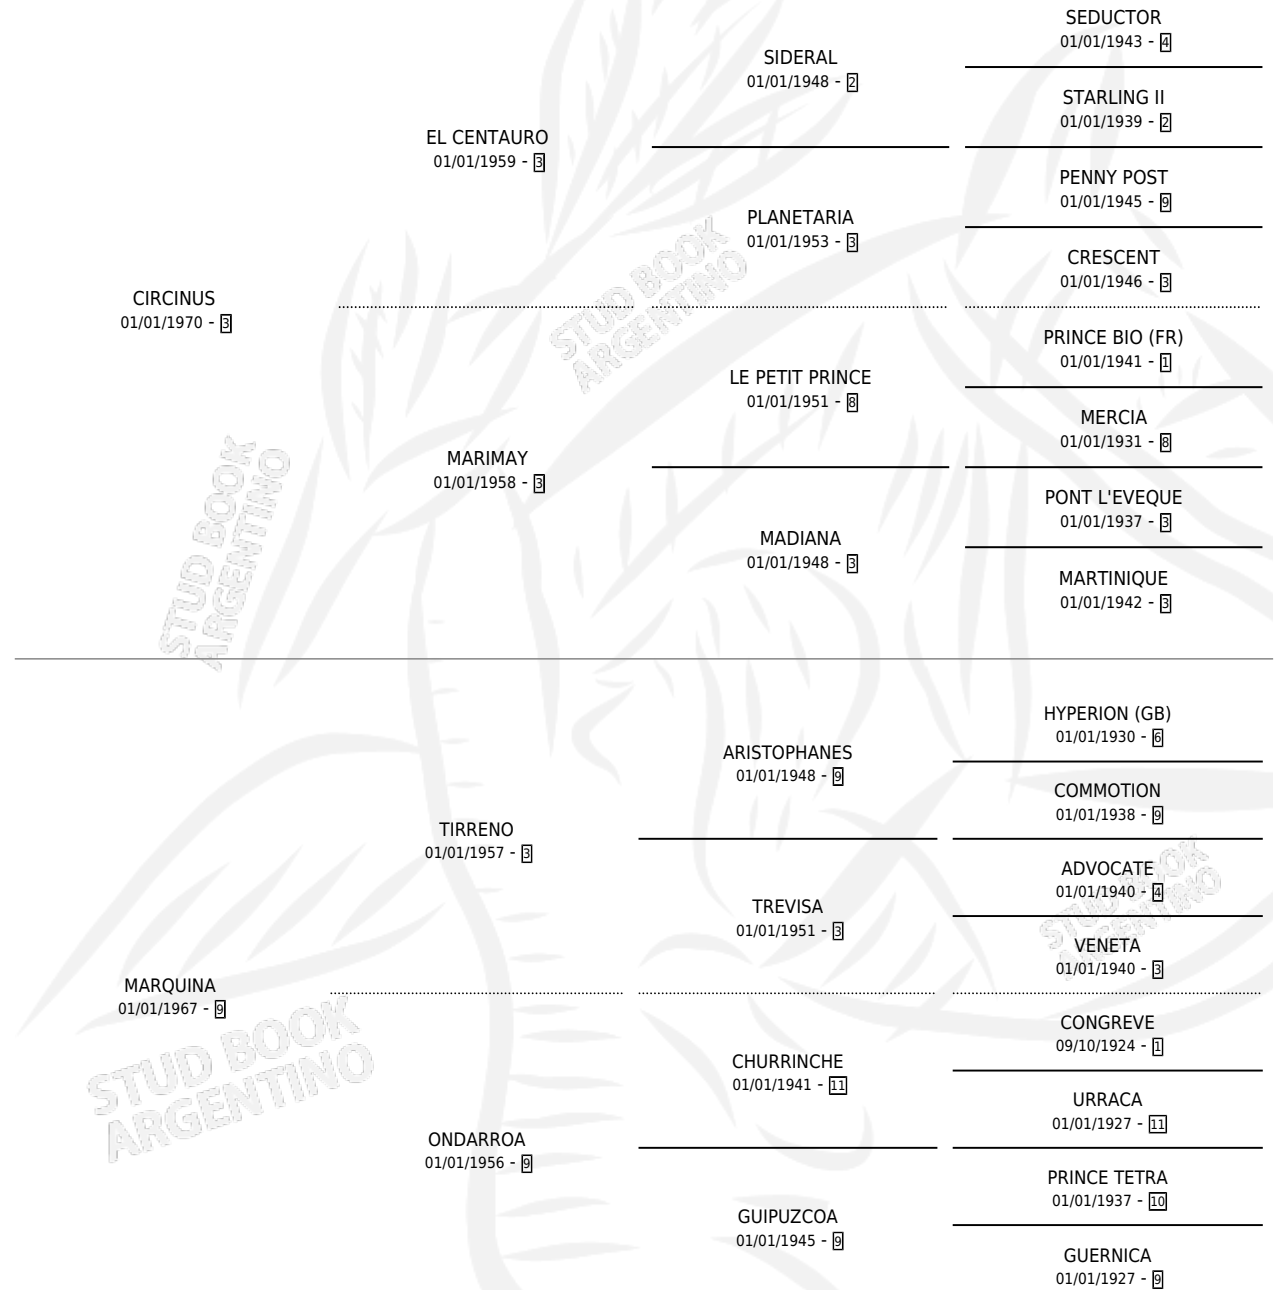 SEDUCTOR
01/01/1943 - 4
SIDERAL
01/01/1948 - 2
STARLING II
01/01/1939 - 2
EL CENTAURO
01/01/1959 - 3
PENNY POST
01/01/1945 - 9
PLANETARIA
01/01/1953 - 3
CRESCENT
01/01/1946 - 3
CIRCINUS
01/01/1970 - 3
PRINCE BIO (FR)
01/01/1941 - 1
LE PETIT PRINCE
01/01/1951 - 8
MERCIA
01/01/1931 - 8
MARIMAY
01/01/1958 - 3
PONT L'EVEQUE
01/01/1937 - 3
MADIANA
01/01/1948 - 3
MARTINIQUE
01/01/1942 - 3
HYPERION (GB)
01/01/1930 - 6
ARISTOPHANES
01/01/1948 - 9
COMMOTION
01/01/1938 - 9
TIRRENO
01/01/1957 - 3
ADVOCATE
01/01/1940 - 4
TREVISA
01/01/1951 - 3
VENETA
01/01/1940 - 3
MARQUINA
01/01/1967 - 9
CONGREVE
09/10/1924 - 1
CHURRINCHE
01/01/1941 - 11
URRACA
01/01/1927 - 11
ONDARROA
01/01/1956 - 9
PRINCE TETRA
01/01/1937 - 10
GUIPUZCOA
01/01/1945 - 9
GUERNICA
01/01/1927 - 9
STUD BOOK
ARGENTINO
STUD BOOK
ARGENTINO
STUD BOOK
ARGENTINO
STUD BOOK
ARGENTINO